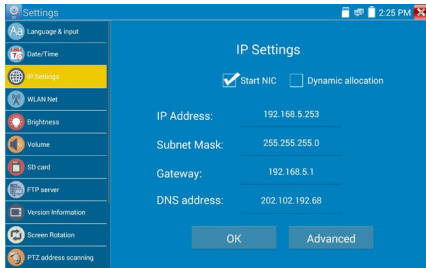 Settings
2:25 PM
Language & input
Date/Time
IP Settings
WLAN Net
Brightness
Volume
SD card
FTP server
Version Information
Screen Rotation
PTZ address scanning
IP Settings
Start NIC Dynamic allocation
IP Address: 192.168.5.253
Subnet Mask: 255.255.255.0
Gateway: 192.168.5.1
DNS address: 202.102.192.68
OK Advanced